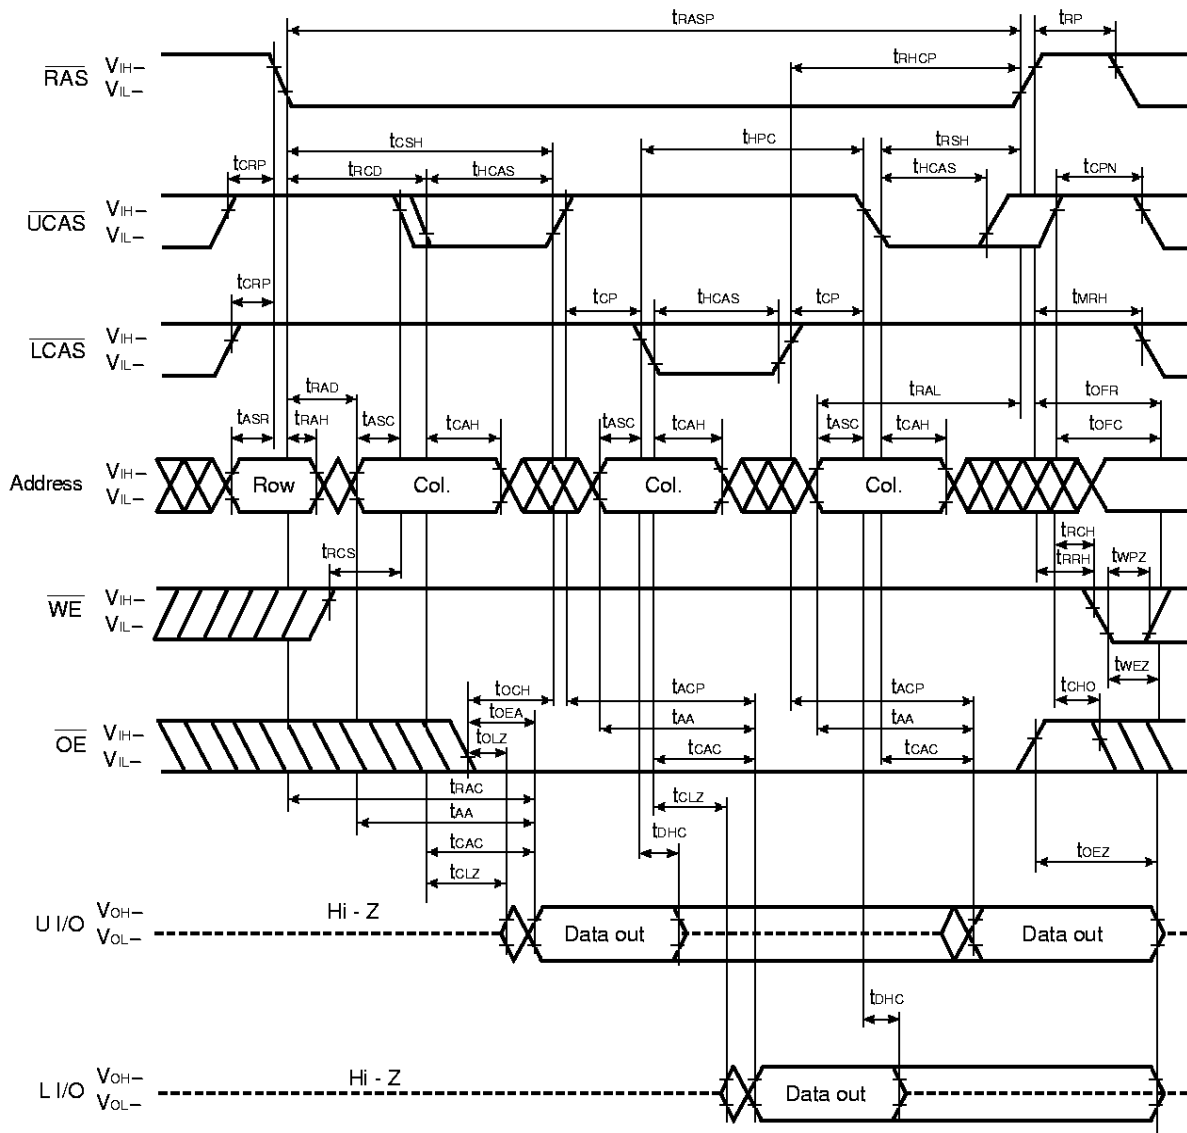 tRASP tRP
RAS VIH– tRHCP
VIL–
tCSH tHPC tRSH
tCRP tRCD tHCAS tHCAS tCPN
UCAS VIH–
VIL–
tCRP tCP tHCAS tCP tMRH
LCAS VIH–
VIL–
tRAD tRAL tOFR
tASR tRAH tASC tCAH tASC tCAH tASC tCAH tOFC
Address VIH–
VIL–
Row Col. Col. Col.
tRCS tRCH tRRH tWPZ
WE VIH–
VIL–
tOCH tACP tACP tCHO tWEZ
tOEA tAA tAA
OE VIH– tOLZ tCAC tCAC
VIL–
tRAC tCLZ
tAA tDHC
tCAC tOEZ
tCLZ
U I/O VOH– Hi - Z
VOL– Data out Data out
tDHC
L I/O VOH– Hi - Z
VOL– Data out